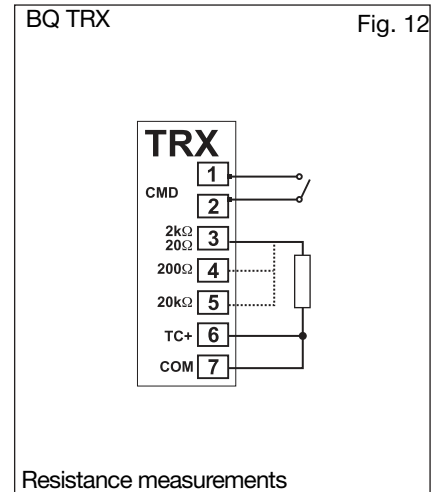 BQ TRX
Fig. 12
TRX
1
CMD
2
2kΩ
20Ω
3
200Ω 4
20kΩ 5
TC+ 6
COM 7
Resistance measurements